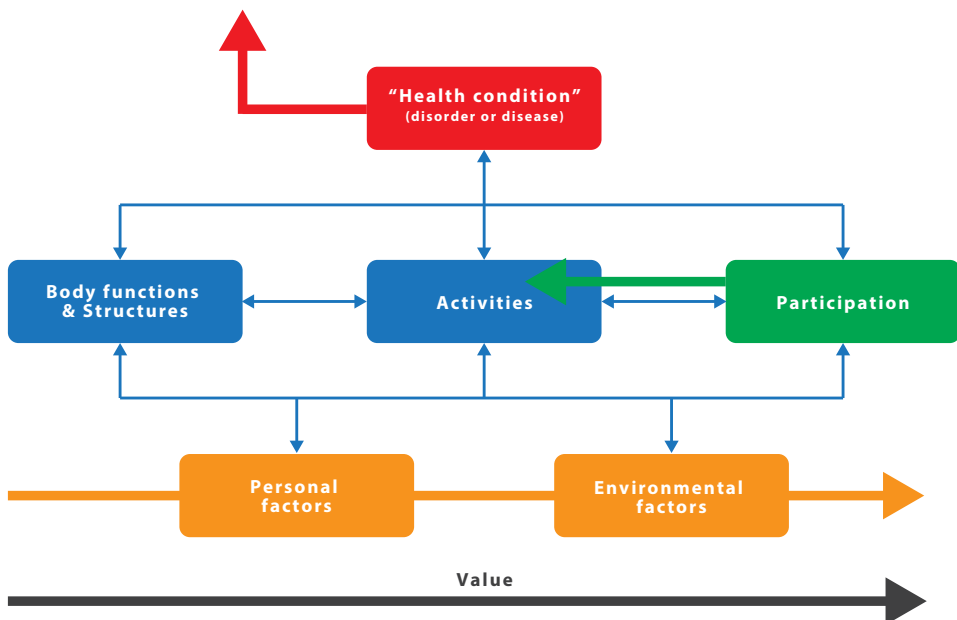 “Health condition”
(disorder or disease)
Body functions
& Structures
Activities
Participation
Personal
factors
Environmental
factors
Value